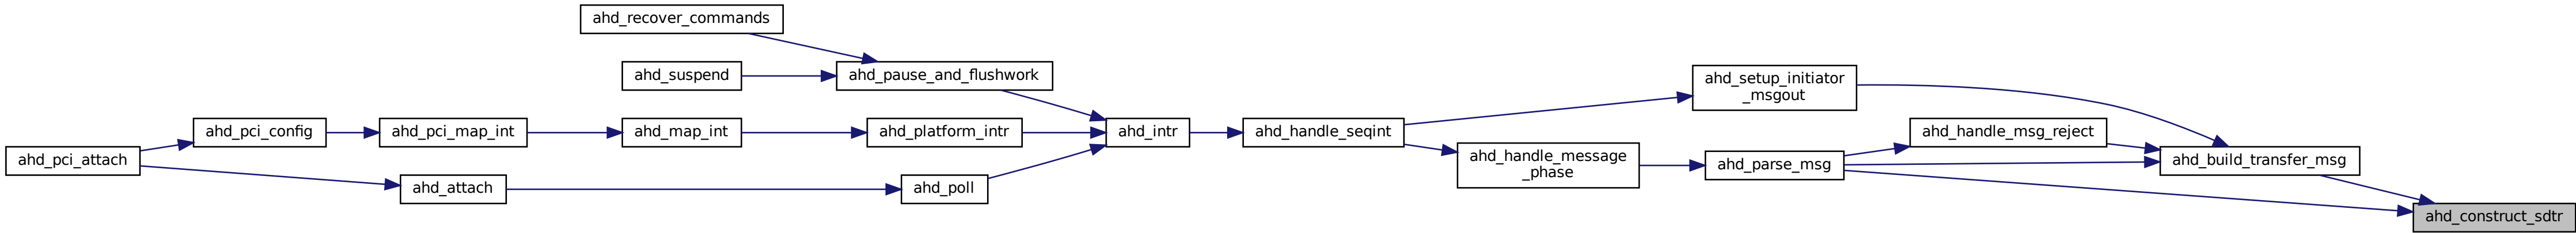 ahd_recover_commands
ahd_suspend
ahd_pause_and_flushwork
ahd_setup_initiator
_msgout
ahd_pci_config
ahd_pci_map_int
ahd_map_int
ahd_platform_intr
ahd_intr
ahd_handle_seqint
ahd_handle_msg_reject
ahd_pci_attach
ahd_handle_message
_phase
ahd_parse_msg
ahd_build_transfer_msg
ahd_attach
ahd_poll
ahd_construct_sdtr